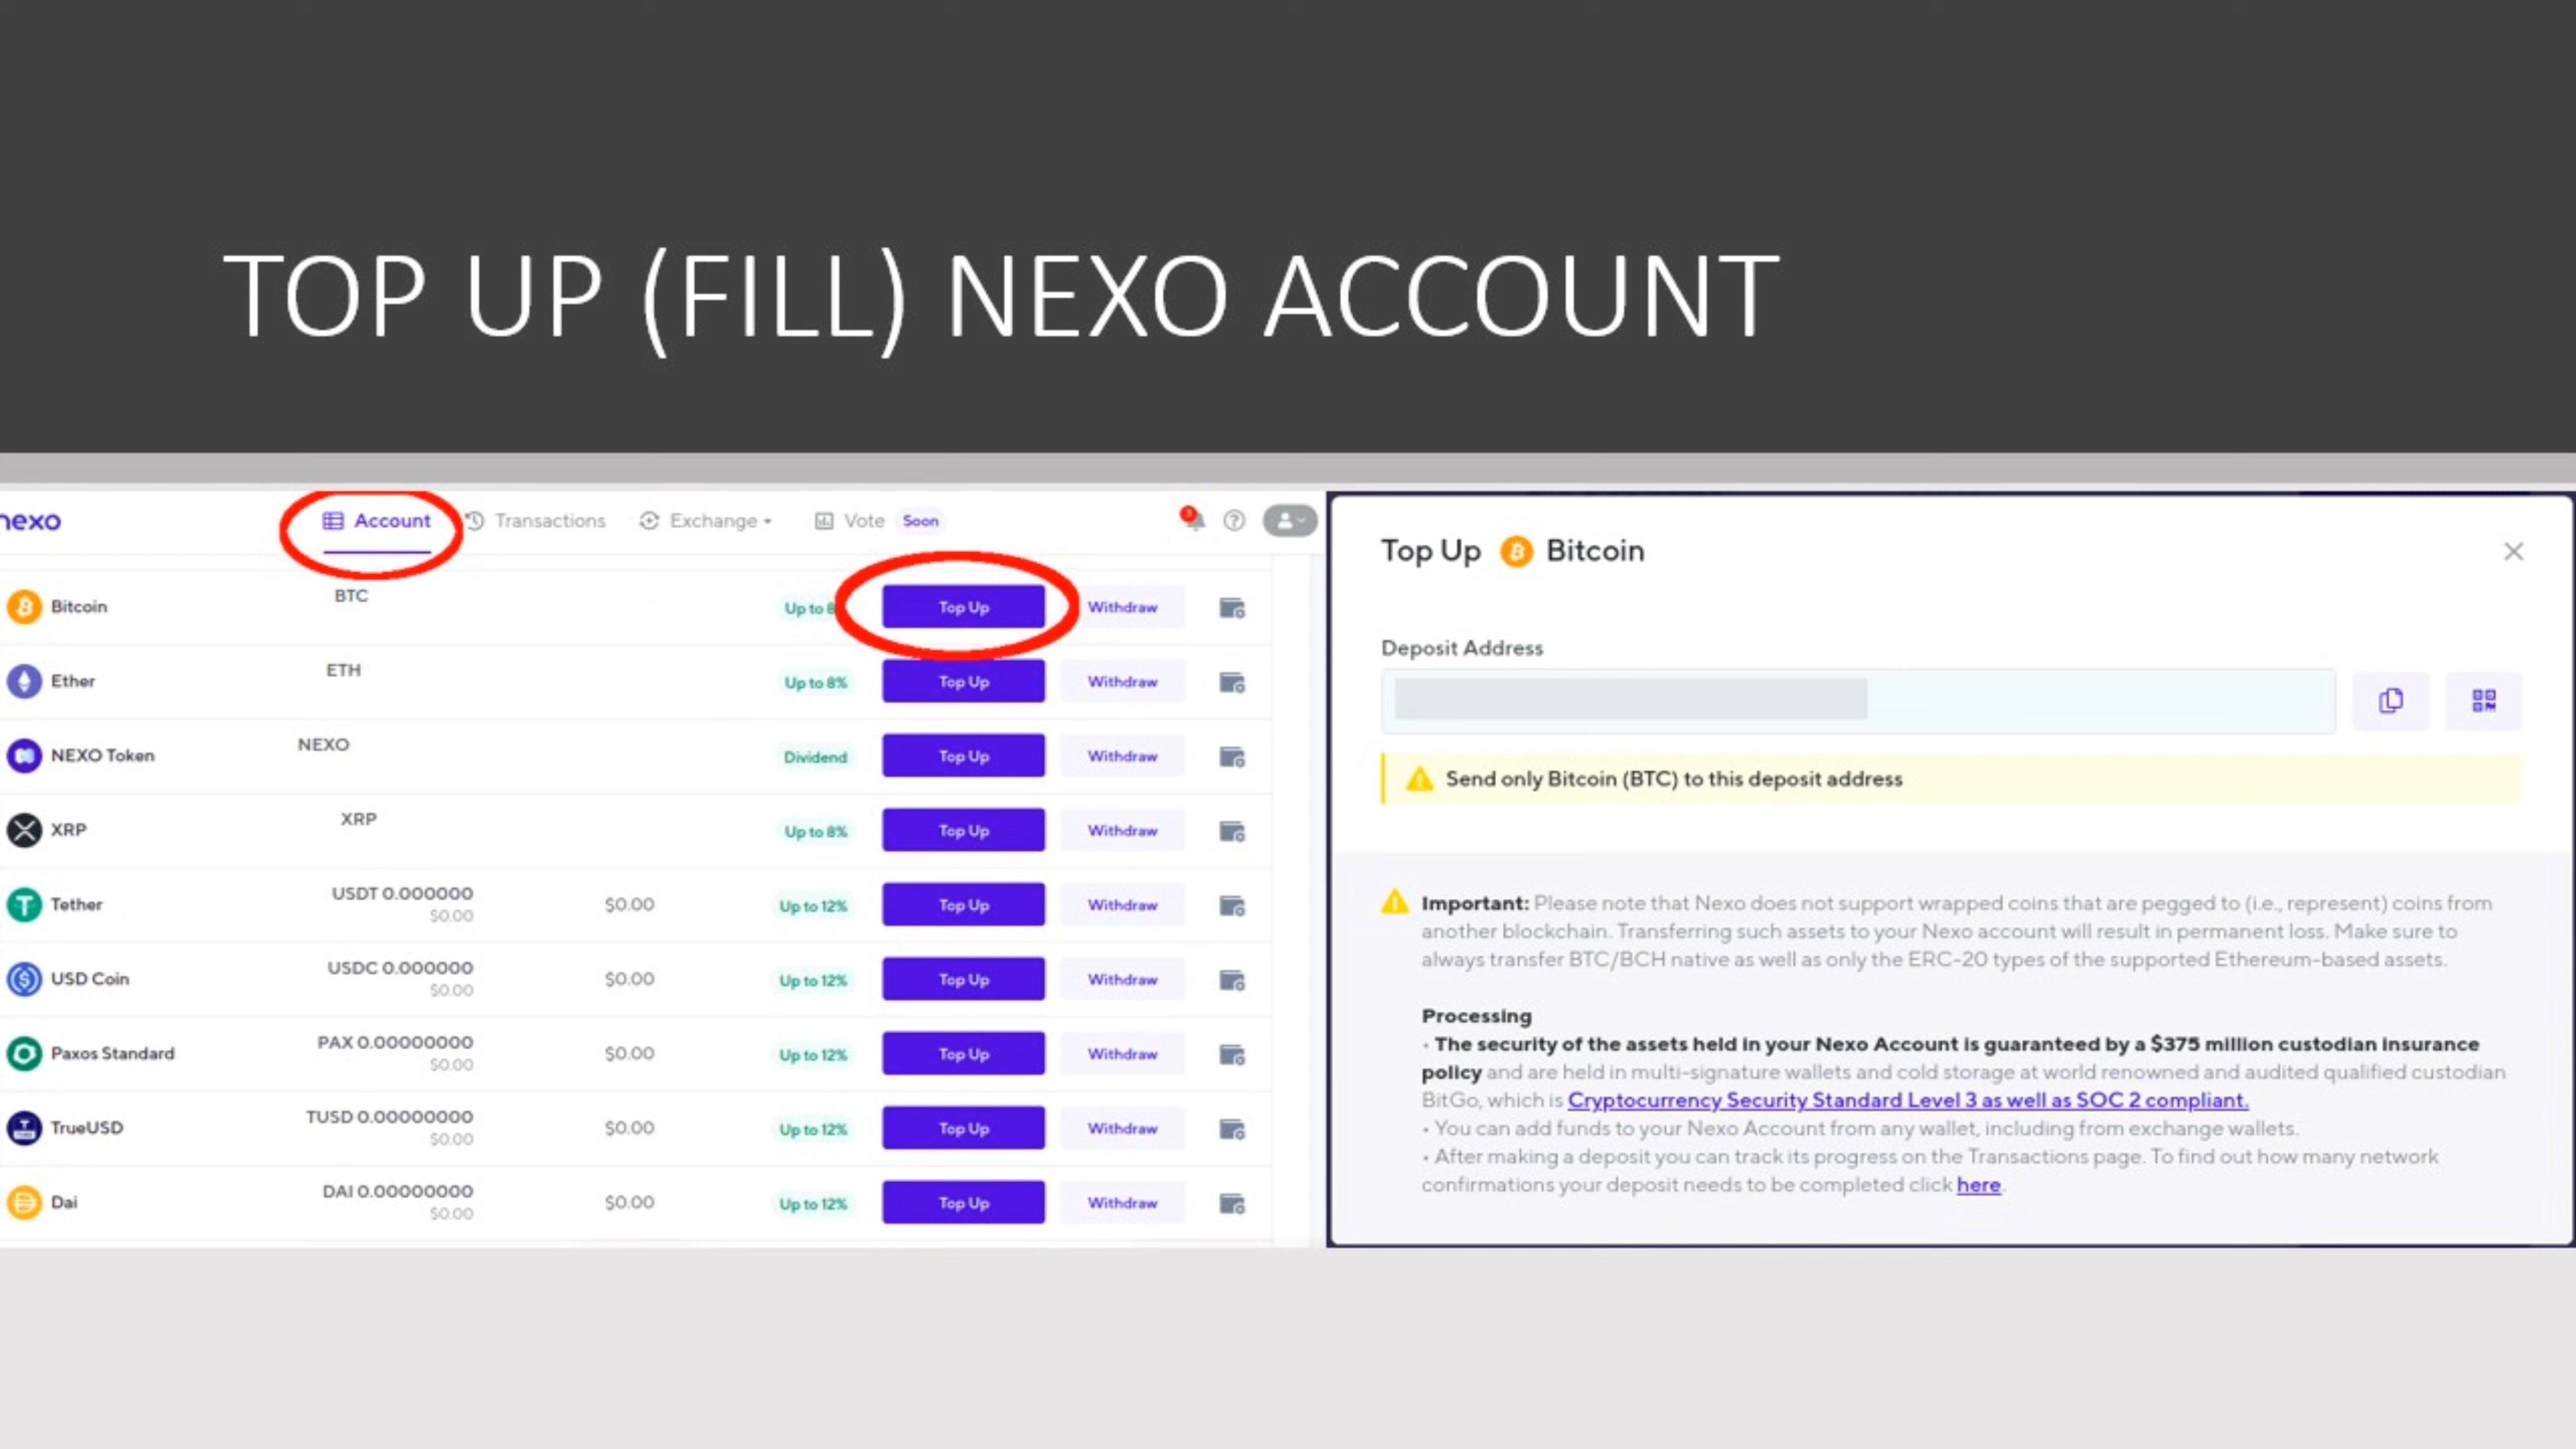 TOP UP (FILL) NEXO ACCOUNT
nexo
Account
Transactions
Exchange
Vote
Soon
3
Bitcoin
BTC
Up to 8
Top Up
Withdraw
Ether
ETH
Up to 8%
Top Up
Withdraw
NEXO Token
NEXO
Dividend
Top Up
Withdraw
XRP
XRP
Up to 8%
Top Up
Withdraw
Tether
USDT 0.000000
$0.00
$0.00
Up to 12%
Top Up
Withdraw
USD Coin
USDC 0.000000
$0.00
$0.00
Up to 12%
Top Up
Withdraw
Paxos Standard
PAX 0.00000000
$0.00
$0.00
Up to 12%
Top Up
Withdraw
TrueUSD
TUSD 0.00000000
$0.00
$0.00
Up to 12%
Top Up
Withdraw
Dai
DAI 0.00000000
$0.00
$0.00
Up to 12%
Top Up
Withdraw
Top Up Bitcoin
Deposit Address
Send only Bitcoin (BTC) to this deposit address
Important: Please note that Nexo does not support wrapped coins that are pegged to (i.e., represent) coins from
another blockchain. Transferring such assets to your Nexo account will result in permanent loss. Make sure to
always transfer BTC/BCH native as well as only the ERC-20 types of the supported Ethereum-based assets.
Processing
• The security of the assets held in your Nexo Account is guaranteed by a $375 million custodian insurance
policy and are held in multi-signature wallets and cold storage at world renowned and audited qualified custodian
BitGo, which is Cryptocurrency Security Standard Level 3 as well as SOC 2 compliant.
• You can add funds to your Nexo Account from any wallet, including from exchange wallets.
• After making a deposit you can track its progress on the Transactions page. To find out how many network
confirmations your deposit needs to be completed click here.